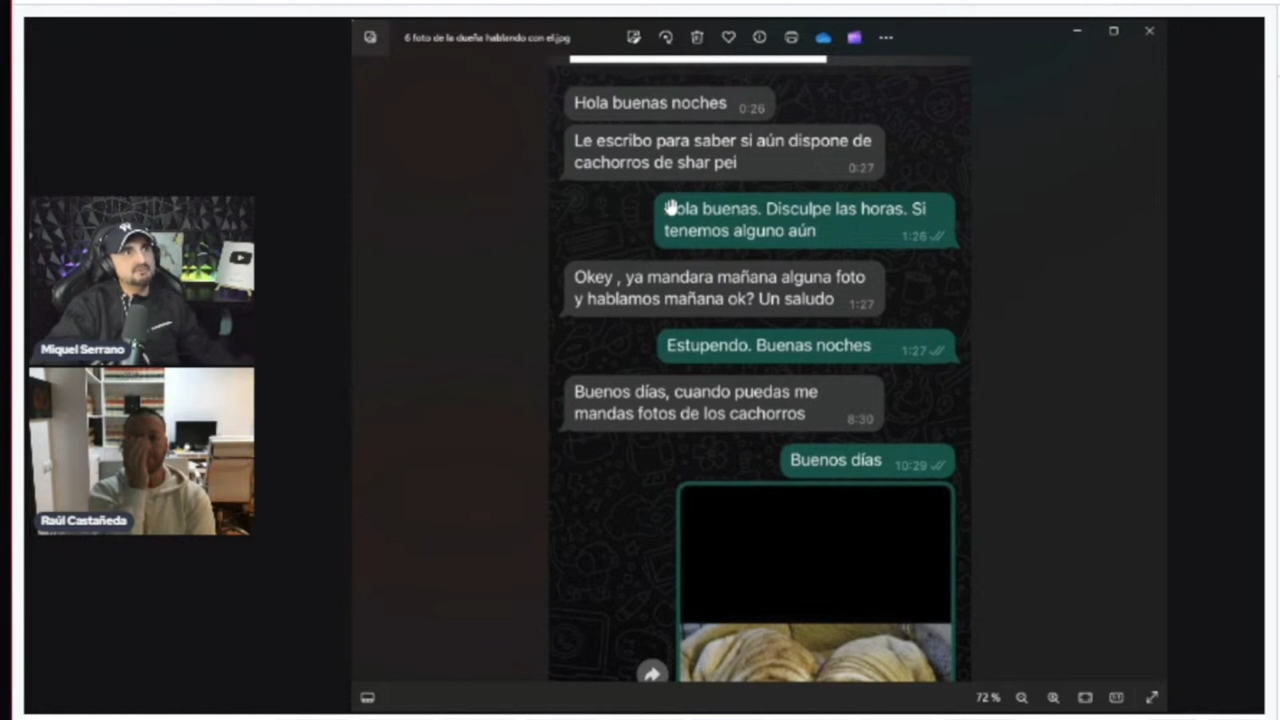 6 foto de la dueña hablando con el.jpg
Hola buenas noches 0:26
Le escribo para saber si aún dispone de
cachorros de shar pei 0:27
ola buenas. Disculpe las horas. Si
tenemos alguno aún 1:26
Okey , ya mandara mañana alguna foto
y hablamos mañana ok? Un saludo 1:27
Estupendo. Buenas noches 1:27
Buenos días, cuando puedas me
mandas fotos de los cachorros 8:30
Buenos días 10:29
Miquel Serrano
Raúl Castañeda
72 %